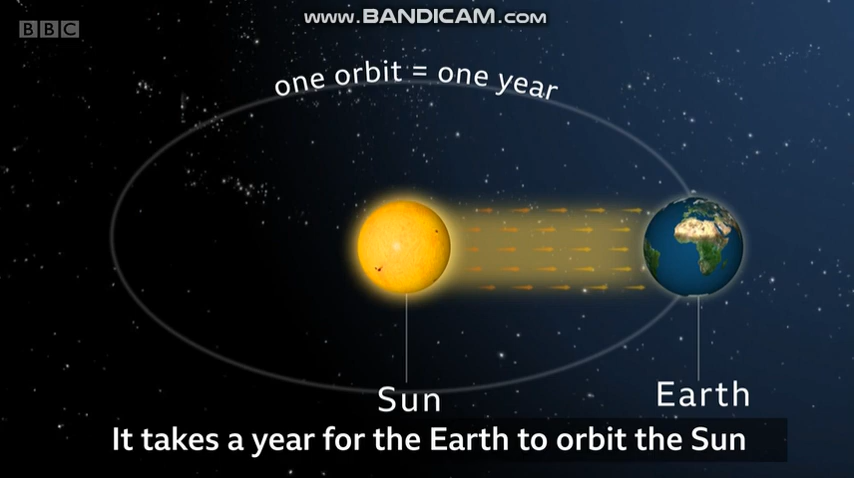 www.BANDICAM.com
BBC
one orbit = one year
Sun
Earth
It takes a year for the Earth to orbit the Sun